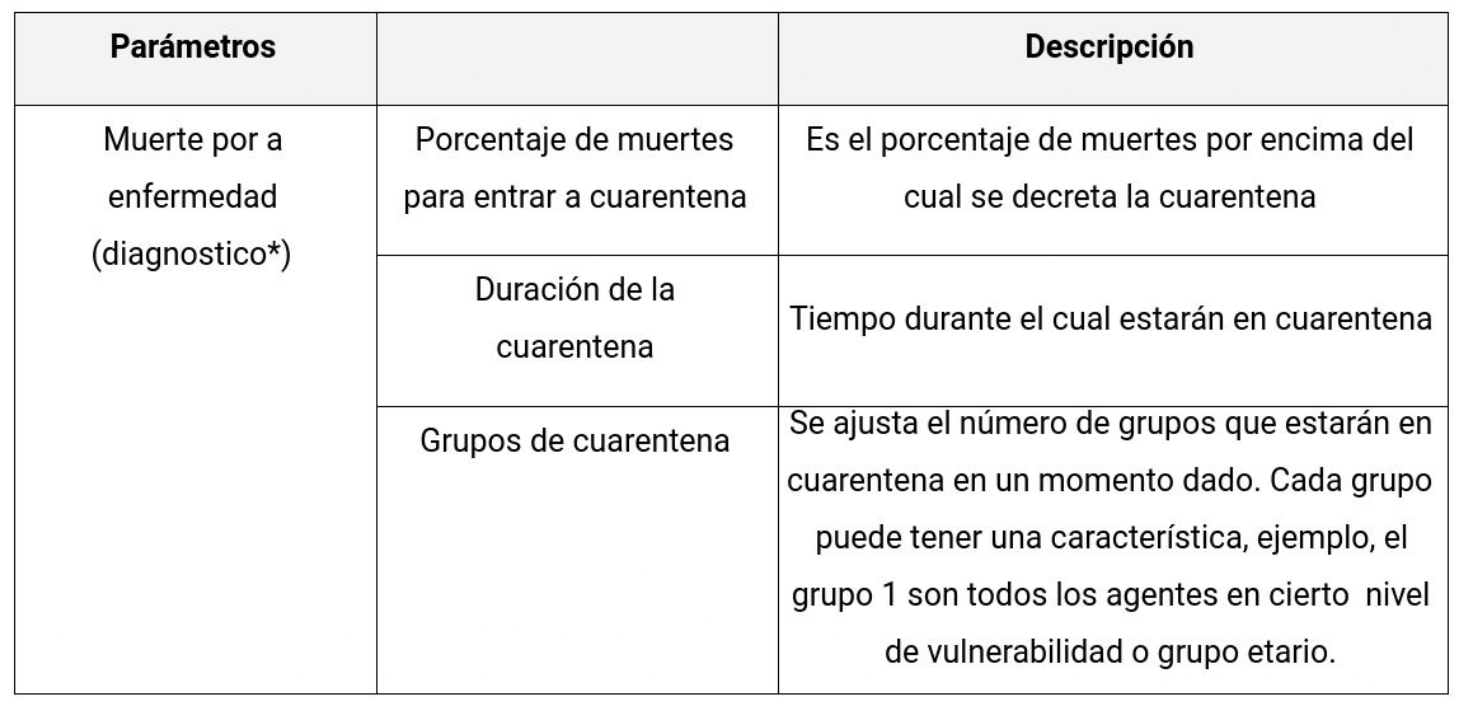 Parámetros
Descripción
Muerte por a
enfermedad
(diagnostico*)
Porcentaje de muertes
para entrar a cuarentena
Es el porcentaje de muertes por encima del
cual se decreta la cuarentena
Duración de la
cuarentena
Tiempo durante el cual estarán en cuarentena
Grupos de cuarentena
Se ajusta el número de grupos que estarán en
cuarentena en un momento dado. Cada grupo
puede tener una característica, ejemplo, el
grupo 1 son todos los agentes en cierto  nivel
de vulnerabilidad o grupo etario.